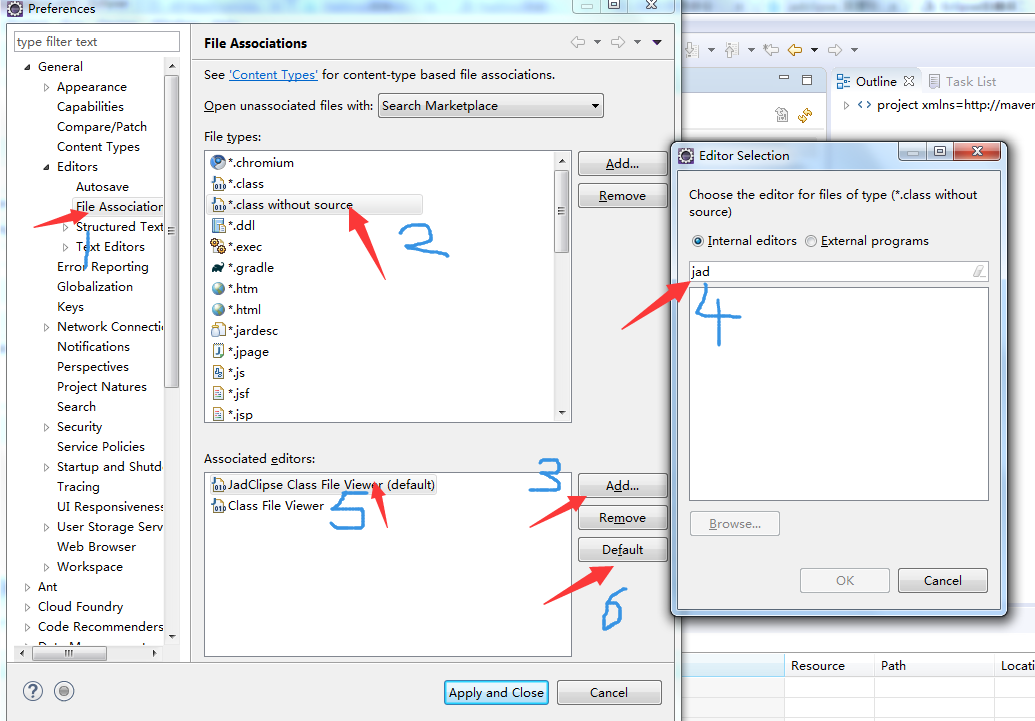 Preferences
type filter text
General
Appearance
Capabilities
Compare/Patch
Content Types
Editors
Autosave
File Association
Structured Text
Text Editors
Error Reporting
Globalization
Keys
Network Connecti
Notifications
Perspectives
Project Natures
Search
Security
Service Policies
Startup and Shutd
Tracing
UI Responsiveness
User Storage Serv
Web Browser
Workspace
Ant
Cloud Foundry
Code Recommenders
1
File Associations
See 'Content Types' for content-type based file associations.
Open unassociated files with: Search Marketplace
File types:
*.chromium
*.class
*.class without source
*.ddl
*.exec
*.gradle
*.htm
*.html
*.jardesc
*.jpage
*.js
*.jsf
*.jsp
2
Add...
Remove
Associated editors:
JadClipse Class File Viewer (default)
Class File Viewer
5
3
Add...
Remove
Default
6
Apply and Close
Cancel
Outline
Task List
project xmlns=http://maven
Editor Selection
Choose the editor for files of type (*.class without
source)
Internal editors
External programs
jad
4
Browse...
OK
Cancel
Resource
Path
Locati